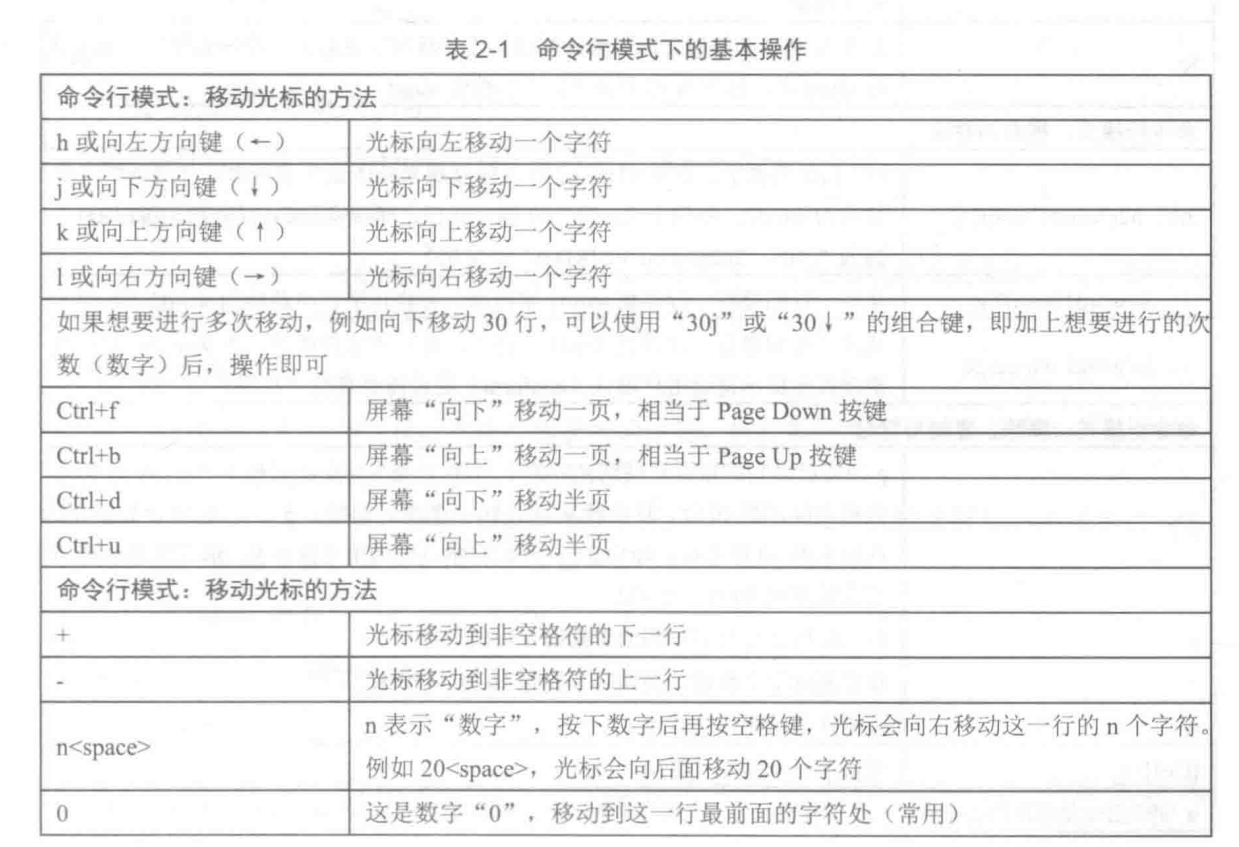 表 2-1 命令行模式下的基本操作
命令行模式：移动光标的方法
h 或向左方向键（←） 光标向左移动一个字符
j 或向下方向键（↓） 光标向下移动一个字符
k 或向上方向键（↑） 光标向上移动一个字符
l 或向右方向键（→） 光标向右移动一个字符
如果想要进行多次移动，例如向下移动 30 行，可以使用“30j”或“30↓”的组合键，即加上想要进行的次
数（数字）后，操作即可
Ctrl+f 屏幕“向下”移动一页，相当于 Page Down 按键
Ctrl+b 屏幕“向上”移动一页，相当于 Page Up 按键
Ctrl+d 屏幕“向下”移动半页
Ctrl+u 屏幕“向上”移动半页
命令行模式：移动光标的方法
+ 光标移动到非空格符的下一行
- 光标移动到非空格符的上一行
n<space> n 表示“数字”，按下数字后再按空格键，光标会向右移动这一行的 n 个字符。
例如 20<space>，光标会向后面移动 20 个字符
0 这是数字“0”，移动到这一行最前面的字符处（常用）